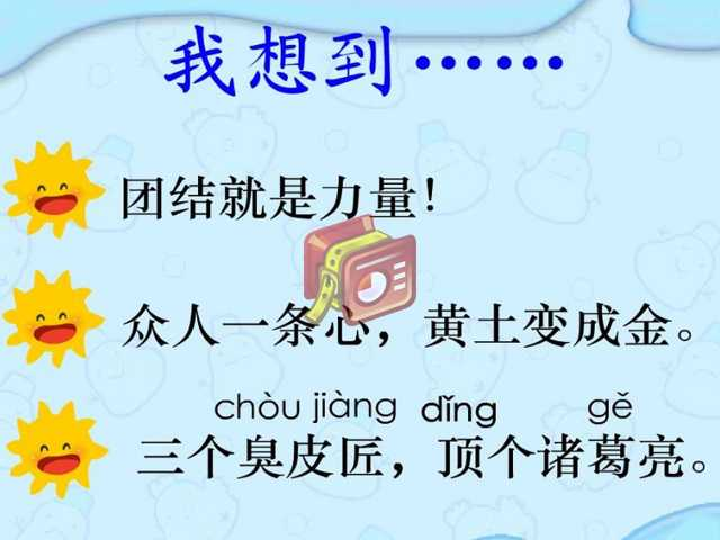 我想到……
团结就是力量！
众人一条心，黄土变成金。
chòu jiàng dǐng gě
三个臭皮匠，顶个诸葛亮。